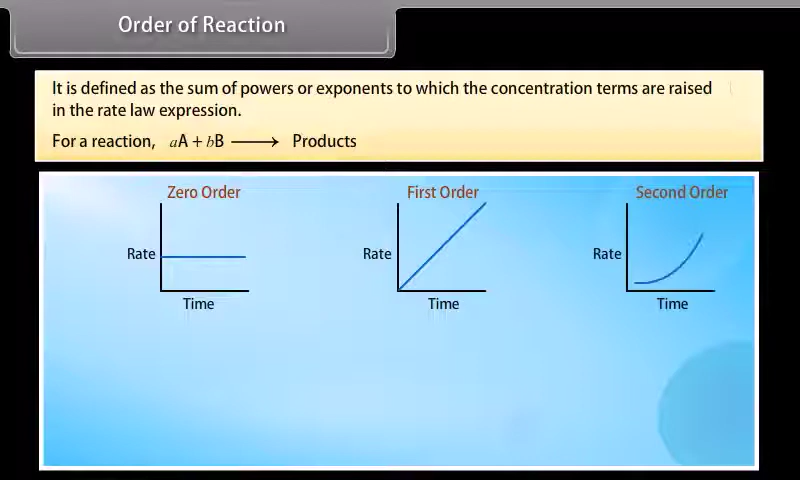 Order of Reaction
It is defined as the sum of powers or exponents to which the concentration terms are raised
in the rate law expression.
For a reaction, aA + bB ⟶ Products
Zero Order First Order Second Order
Rate Rate Rate
Time Time Time